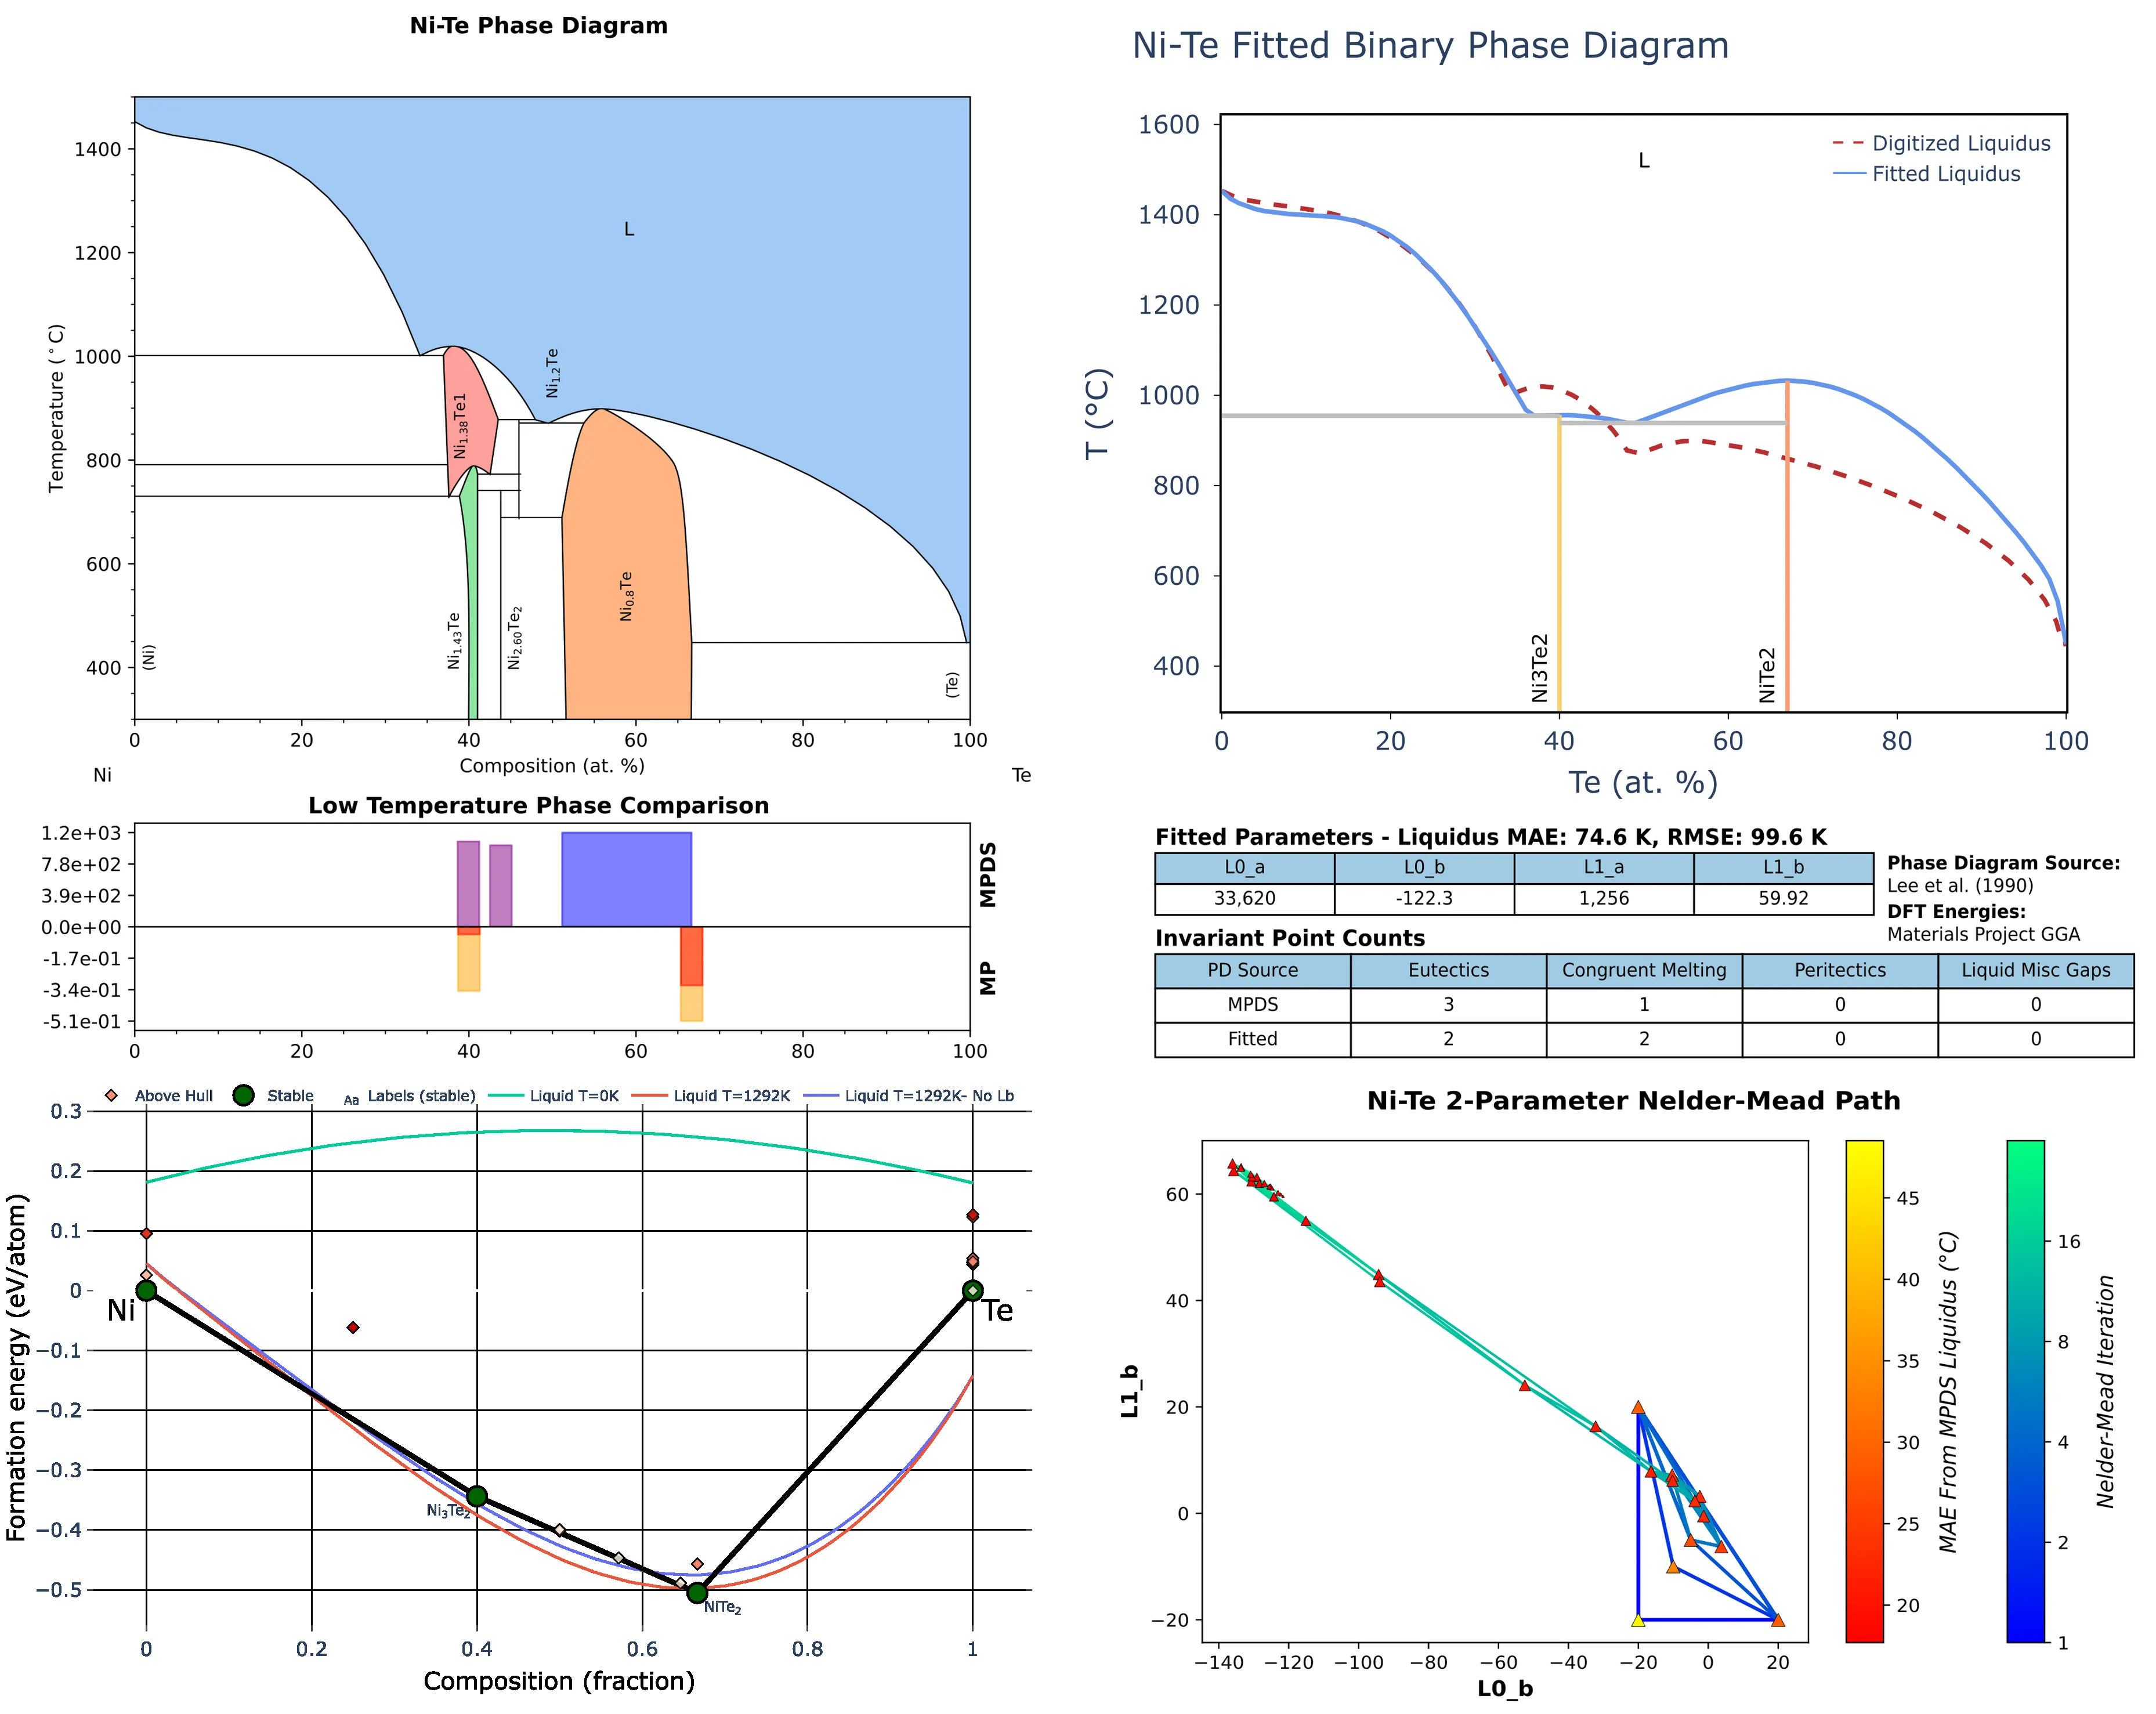 Ni-Te Phase Diagram
Temperature (°C)
1400
1200
1000
800
600
400
L
Ni1.2Te
Ni1.38Te1
Ni0.8Te
Ni1.43Te
Ni2.60Te2
(Ni)
(Te)
0 20 40 60 80 100
Composition (at. %)
Ni Te
Ni-Te Fitted Binary Phase Diagram
T (°C)
1600
1400
1200
1000
800
600
400
L
Digitized Liquidus
Fitted Liquidus
Ni3Te2
NiTe2
0 20 40 60 80 100
Te (at. %)
Low Temperature Phase Comparison
1.2e+03
7.8e+02
3.9e+02
0.0e+00
-1.7e-01
-3.4e-01
-5.1e-01
MPDS
MP
0 20 40 60 80 100
Fitted Parameters - Liquidus MAE: 74.6 K, RMSE: 99.6 K
L0_a L0_b L1_a L1_b
33,620 -122.3 1,256 59.92
Phase Diagram Source:
Lee et al. (1990)
DFT Energies:
Materials Project GGA
Invariant Point Counts
PD Source Eutectics Congruent Melting Peritectics Liquid Misc Gaps
MPDS 3 1 0 0
Fitted 2 2 0 0
Above Hull Stable Aa Labels (stable) Liquid T=0K Liquid T=1292K Liquid T=1292K- No Lb
Formation energy (eV/atom)
0.3
0.2
0.1
0
−0.1
−0.2
−0.3
−0.4
−0.5
Ni
Te
Ni3Te2
NiTe2
0 0.2 0.4 0.6 0.8 1
Composition (fraction)
Ni-Te 2-Parameter Nelder-Mead Path
L1_b
60
40
20
0
−20
−140 −120 −100 −80 −60 −40 −20 0 20
L0_b
45
40
35
30
25
20
MAE From MPDS Liquidus (°C)
16
8
4
2
1
Nelder-Mead Iteration